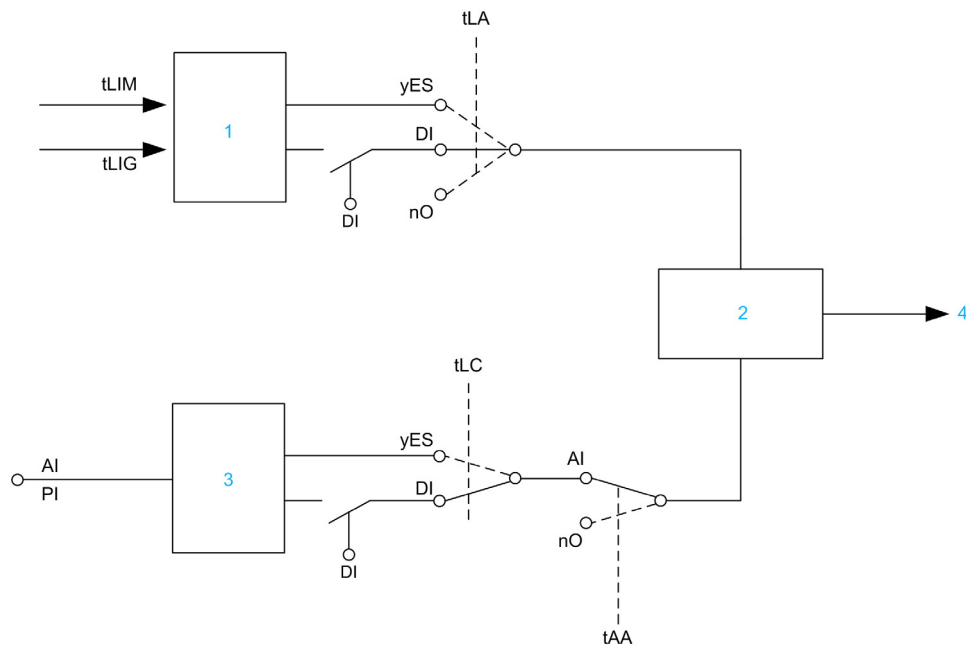 tLA
tLIM
yES
1
DI
tLIG
DI
nO
2
4
tLC
yES
AI
AI
3
DI
PI
nO
DI
tAA